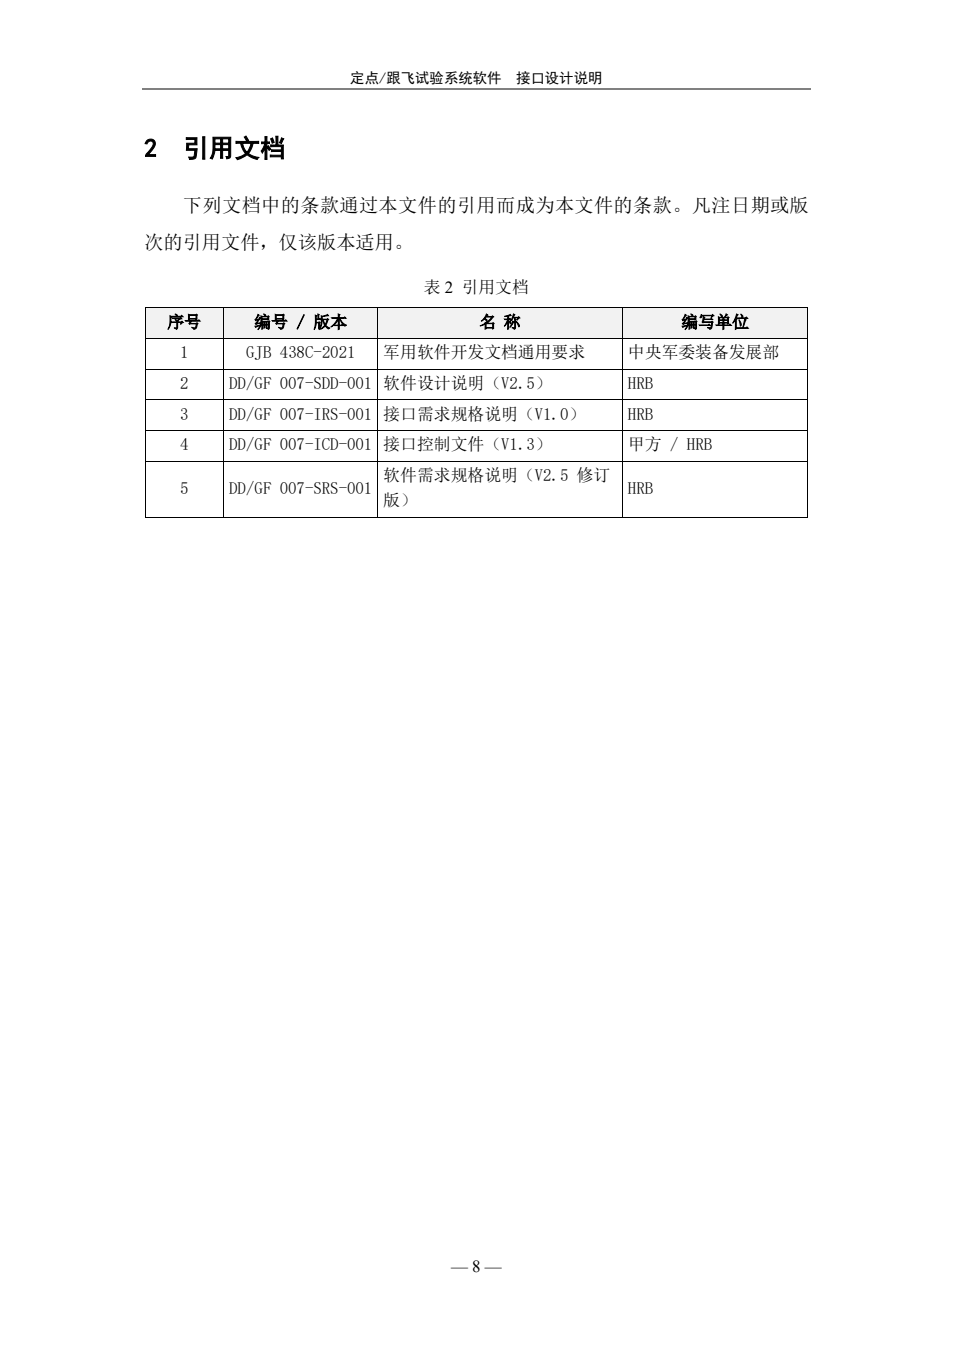 定点/跟飞试验系统软件　接口设计说明
2　引用文档
下列文档中的条款通过本文件的引用而成为本文件的条款。凡注日期或版
次的引用文件，仅该版本适用。
表 2 引用文档
序号 编号 / 版本 名 称 编写单位
1 GJB 438C-2021 军用软件开发文档通用要求 中央军委装备发展部
2 DD/GF 007-SDD-001 软件设计说明（V2.5） HRB
3 DD/GF 007-IRS-001 接口需求规格说明（V1.0） HRB
4 DD/GF 007-ICD-001 接口控制文件（V1.3） 甲方 / HRB
5 DD/GF 007-SRS-001 软件需求规格说明（V2.5 修订
版） HRB
— 8 —